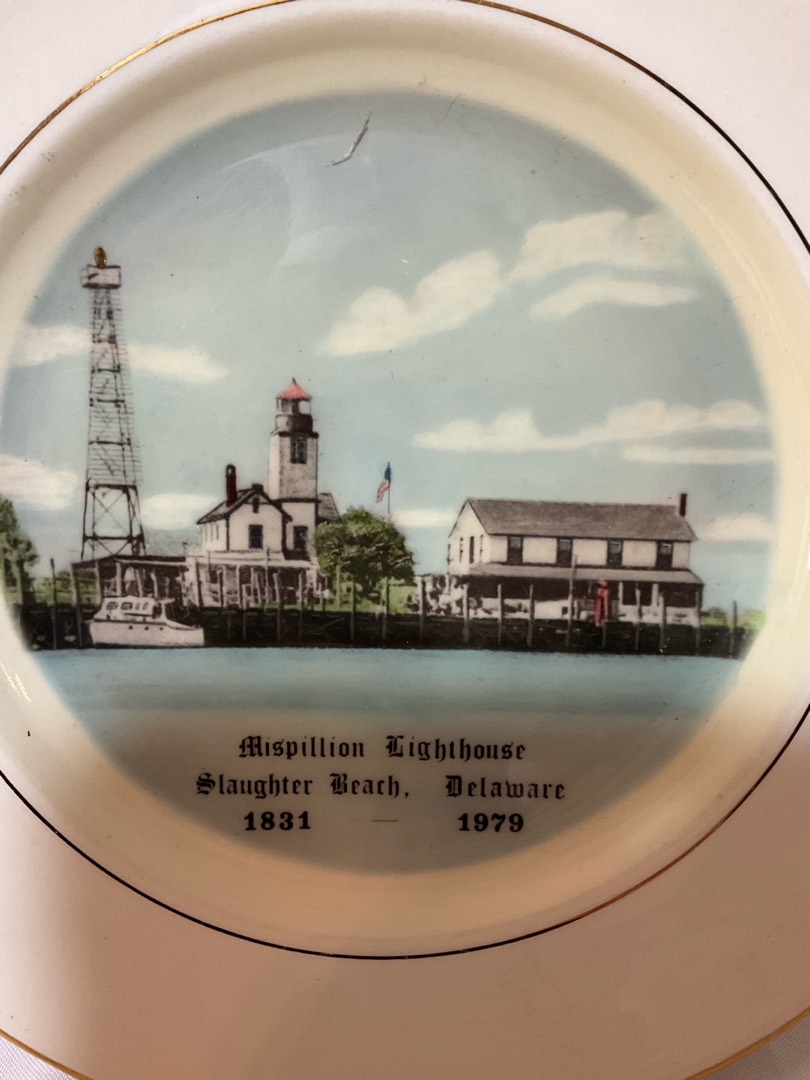 Mispillion Lighthouse
Slaughter Beach, Delaware
1831 — 1979